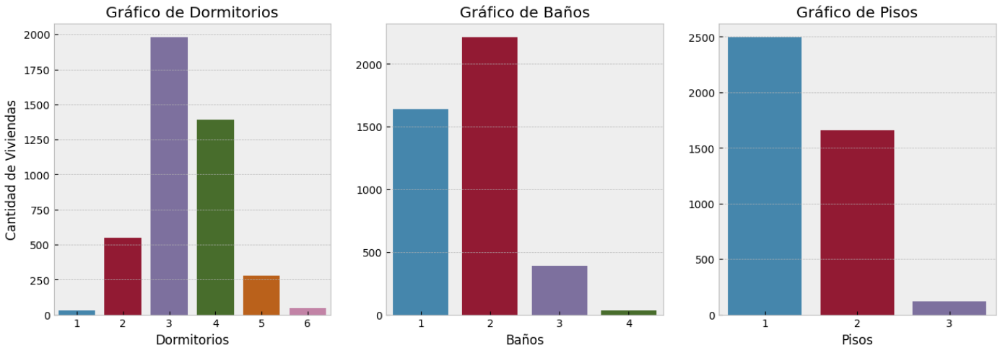 Gráfico de Dormitorios
Cantidad de Viviendas
2000
1750
1500
1250
1000
750
500
250
0
1 2 3 4 5 6
Dormitorios
Gráfico de Baños
2000
1500
1000
500
0
1 2 3 4
Baños
Gráfico de Pisos
2500
2000
1500
1000
500
0
1 2 3
Pisos